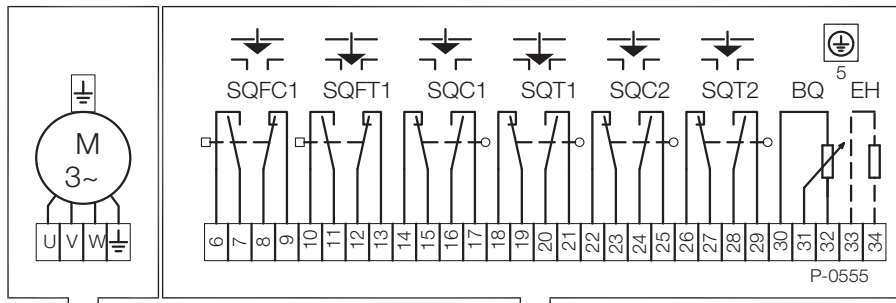 5
SQFC1 SQFT1 SQC1 SQT1 SQC2 SQT2 BQ EH
M
3~
U V W
6 7 8 9 10 11 12 13 14 15 16 17 18 19 20 21 22 23 24 25 26 27 28 29 30 31 32 33 34
P-0555